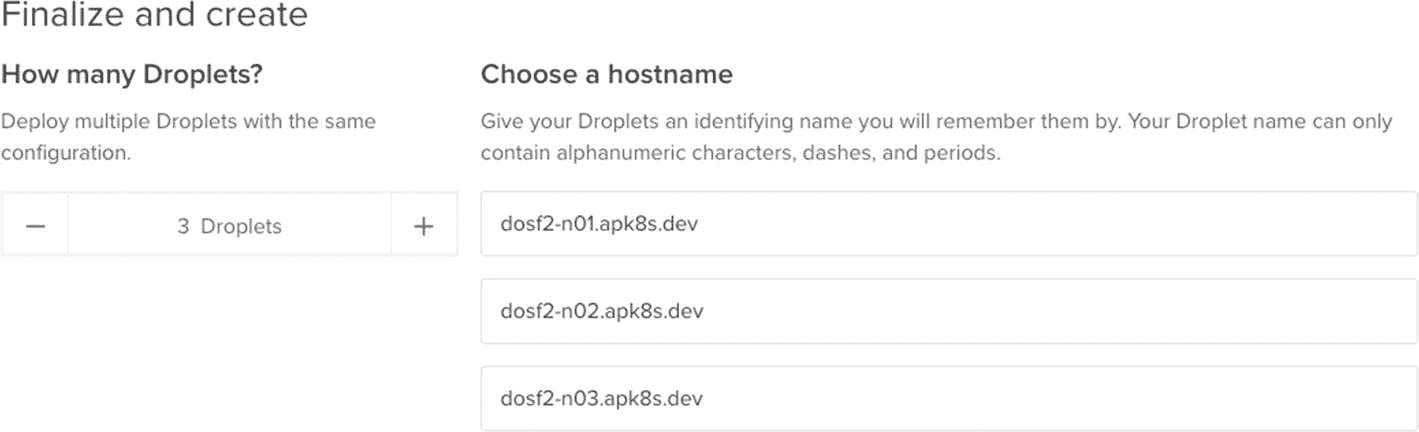 Finalize and create
How many Droplets?
Deploy multiple Droplets with the same
configuration.
3 Droplets
Choose a hostname
Give your Droplets an identifying name you will remember them by. Your Droplet name can only
contain alphanumeric characters, dashes, and periods.
dosf2-n01.apk8s.dev
dosf2-n02.apk8s.dev
dosf2-n03.apk8s.dev